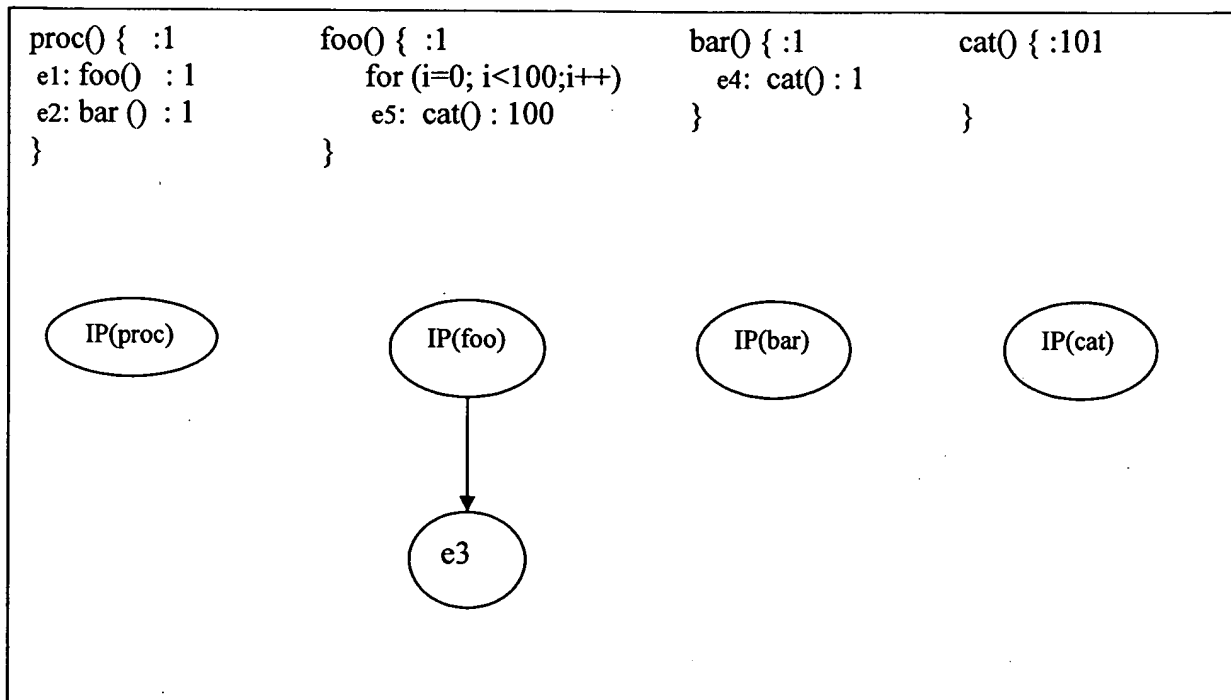 proc() { :1
e1: foo() : 1
e2: bar () : 1
}
foo() { :1
for (i=0; i<100;i++)
e5: cat() : 100
}
bar() { :1
e4: cat() : 1
}
cat() { :101
}
IP(proc)
IP(foo)
IP(bar)
IP(cat)
e3